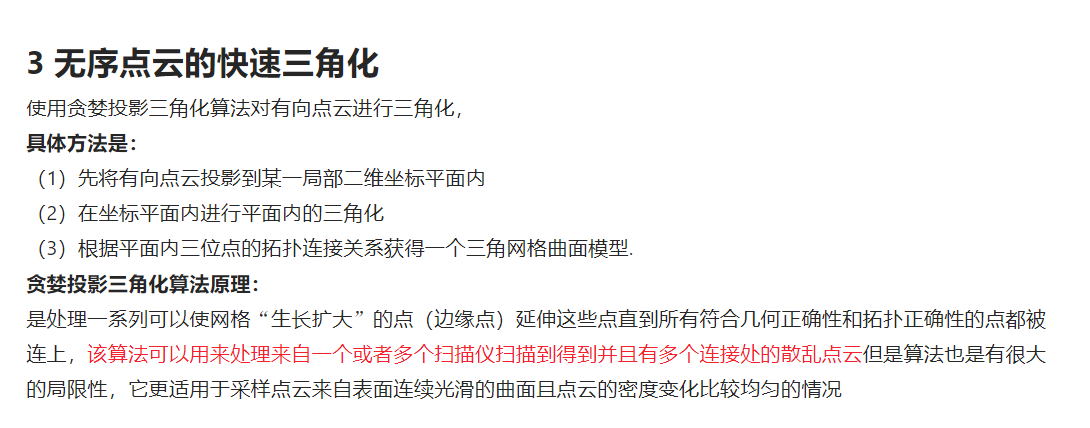 3 无序点云的快速三角化
使用贪婪投影三角化算法对有向点云进行三角化，
具体方法是：
（1）先将有向点云投影到某一局部二维坐标平面内
（2）在坐标平面内进行平面内的三角化
（3）根据平面内三位点的拓扑连接关系获得一个三角网格曲面模型.
贪婪投影三角化算法原理：
是处理一系列可以使网格“生长扩大”的点（边缘点）延伸这些点直到所有符合几何正确性和拓扑正确性的点都被
连上，该算法可以用来处理来自一个或者多个扫描仪扫描到得到并且有多个连接处的散乱点云但是算法也是有很大
的局限性，它更适用于采样点云来自表面连续光滑的曲面且点云的密度变化比较均匀的情况